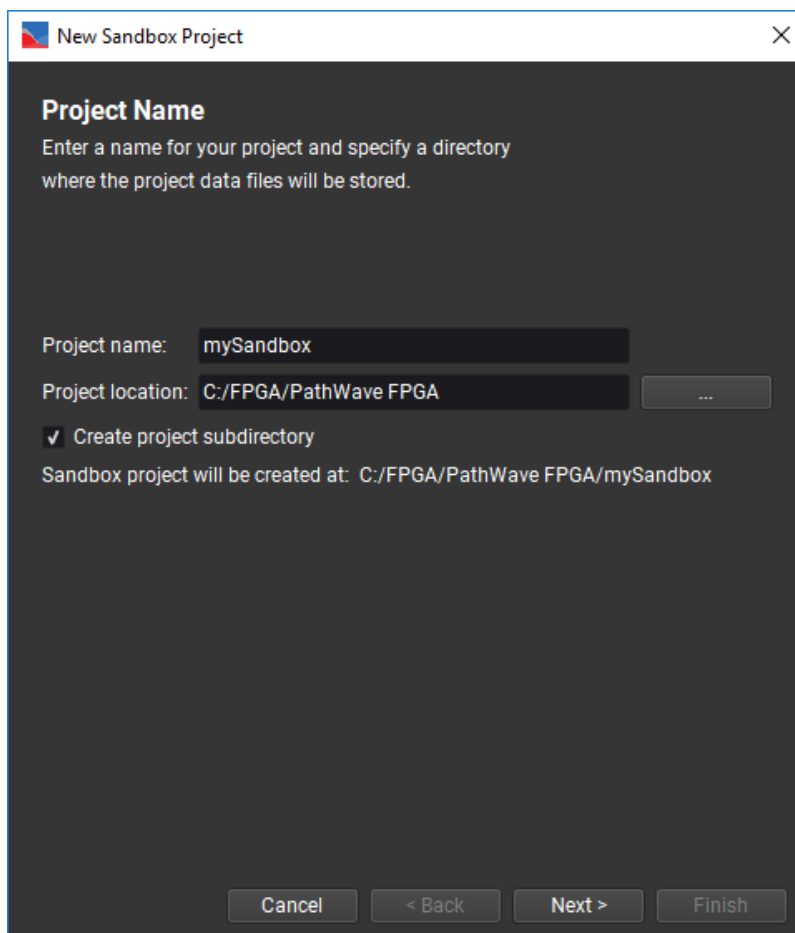 New Sandbox Project
Project Name
Enter a name for your project and specify a directory
where the project data files will be stored.
Project name: mySandbox
Project location: C:/FPGA/PathWave FPGA ...
Create project subdirectory
Sandbox project will be created at: C:/FPGA/PathWave FPGA/mySandbox
Cancel < Back Next > Finish